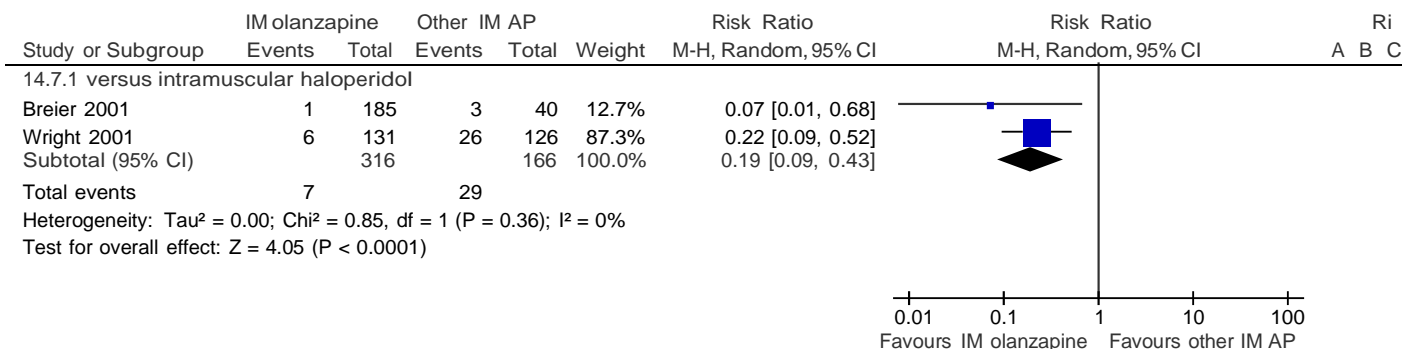 IM olanzapine Other IM AP Risk Ratio Risk Ratio Ri
Study or Subgroup Events Total Events Total Weight M-H, Random, 95% CI M-H, Random, 95% CI A B C
14.7.1 versus intramuscular haloperidol
Breier 2001 1 185 3 40 12.7% 0.07 [0.01, 0.68]
Wright 2001 6 131 26 126 87.3% 0.22 [0.09, 0.52]
Subtotal (95% CI) 316 166 100.0% 0.19 [0.09, 0.43]
Total events 7 29
Heterogeneity: Tau² = 0.00; Chi² = 0.85, df = 1 (P = 0.36); I² = 0%
Test for overall effect: Z = 4.05 (P < 0.0001)
0.01 0.1 1 10 100
Favours IM olanzapine Favours other IM AP